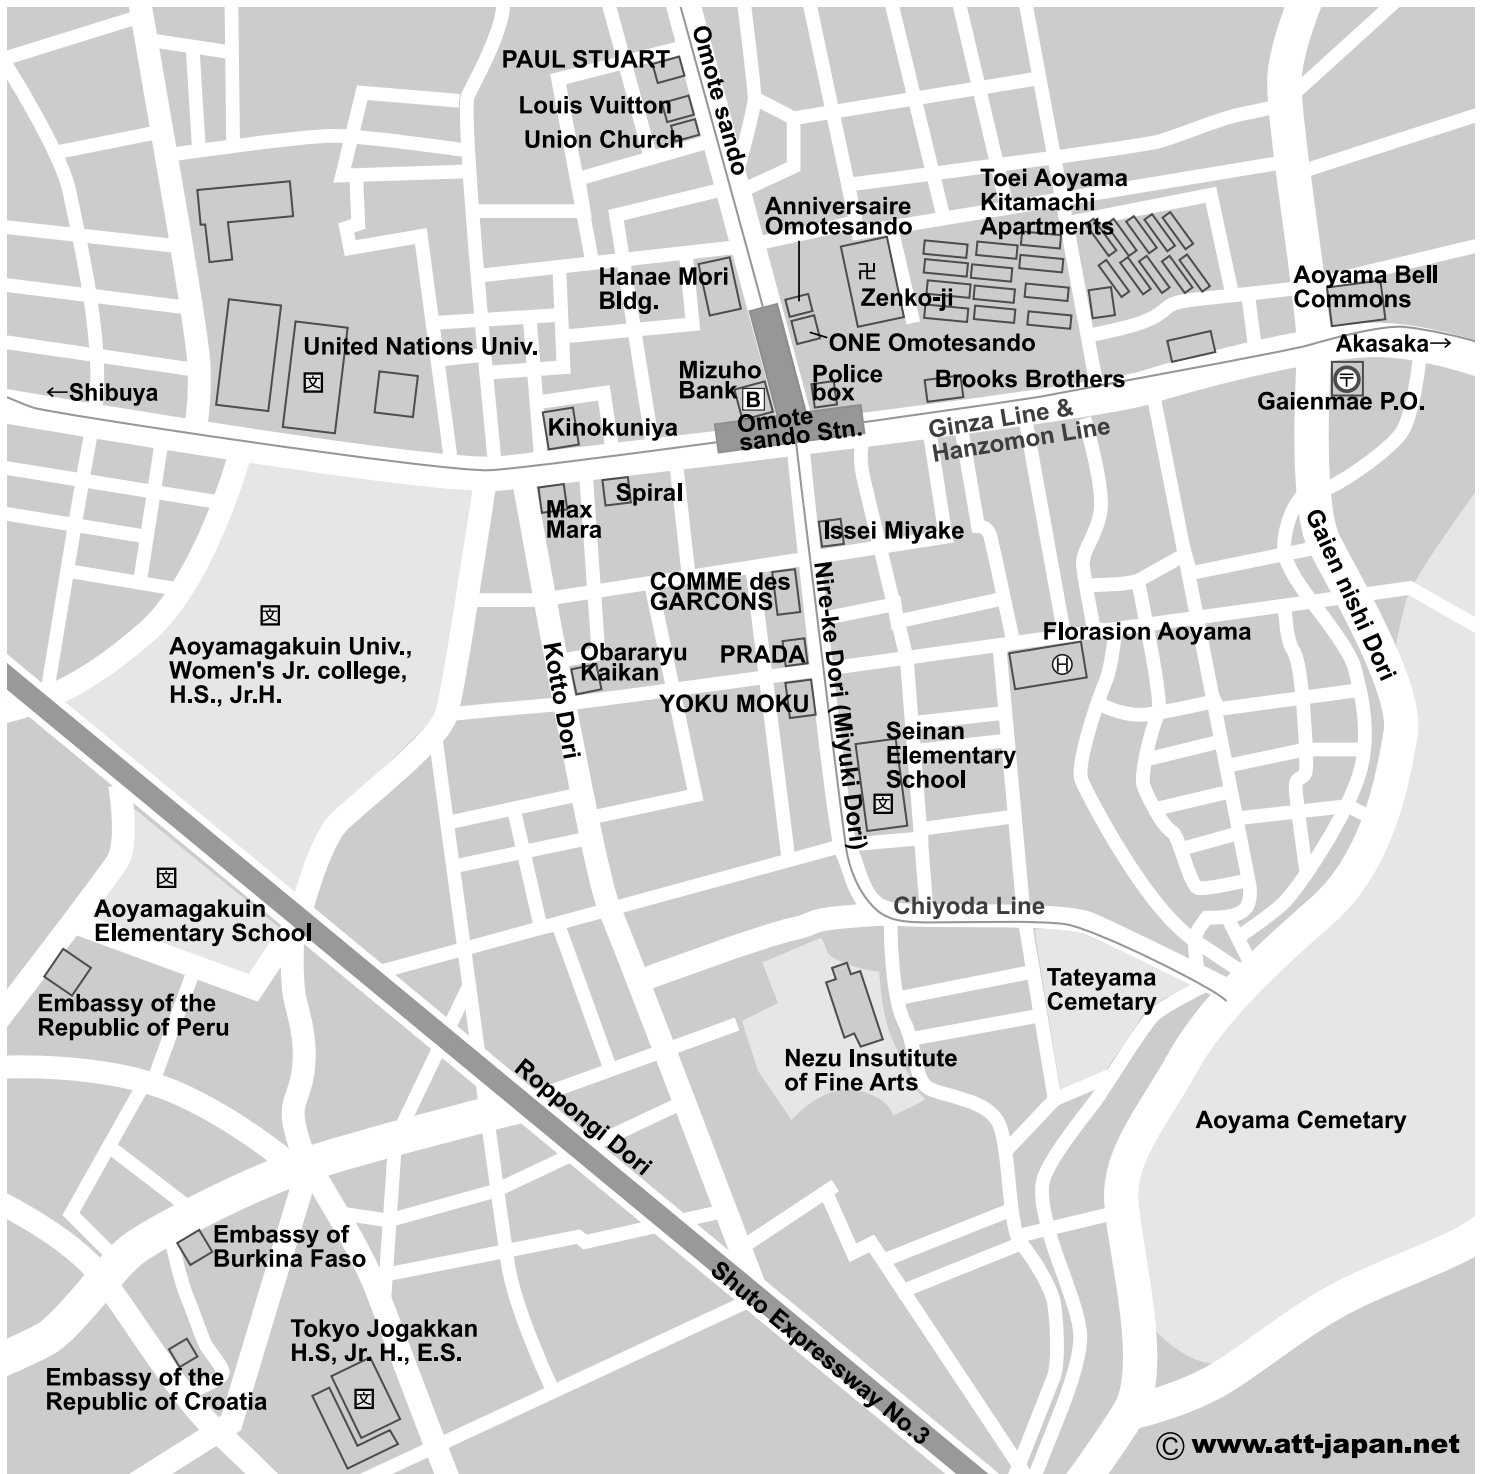 PAUL STUART
Louis Vuitton
Union Church
Omote sando
Toei Aoyama
Kitamachi
Apartments
Anniversaire
Omotesando
Hanae Mori
Bldg.
卍
Zenko-ji
Aoyama Bell
Commons
ONE Omotesando
Akasaka→
United Nations Univ.
文
←Shibuya
Mizuho
Bank
B
Police
box
Brooks Brothers
〒
Gaienmae P.O.
Kinokuniya
Omote
sando Stn.
Ginza Line &
Hanzomon Line
Max
Mara
Spiral
Issei Miyake
Gaien nishi Dori
COMME des
GARCONS
Nire-ke Dori (Miyuki Dori)
文
Aoyamagakuin Univ.,
Women's Jr. college,
H.S., Jr.H.
Kotto Dori
Obararyu
Kaikan
PRADA
YOKU MOKU
Florasion Aoyama
H
Seinan
Elementary
School
文
文
Aoyamagakuin
Elementary School
Chiyoda Line
Embassy of the
Republic of Peru
Tateyama
Cemetary
Nezu Insutitute
of Fine Arts
Roppongi Dori
Aoyama Cemetary
Embassy of
Burkina Faso
Shuto Expressway No.3
Tokyo Jogakkan
H.S, Jr. H., E.S.
文
Embassy of the
Republic of Croatia
© www.att-japan.net